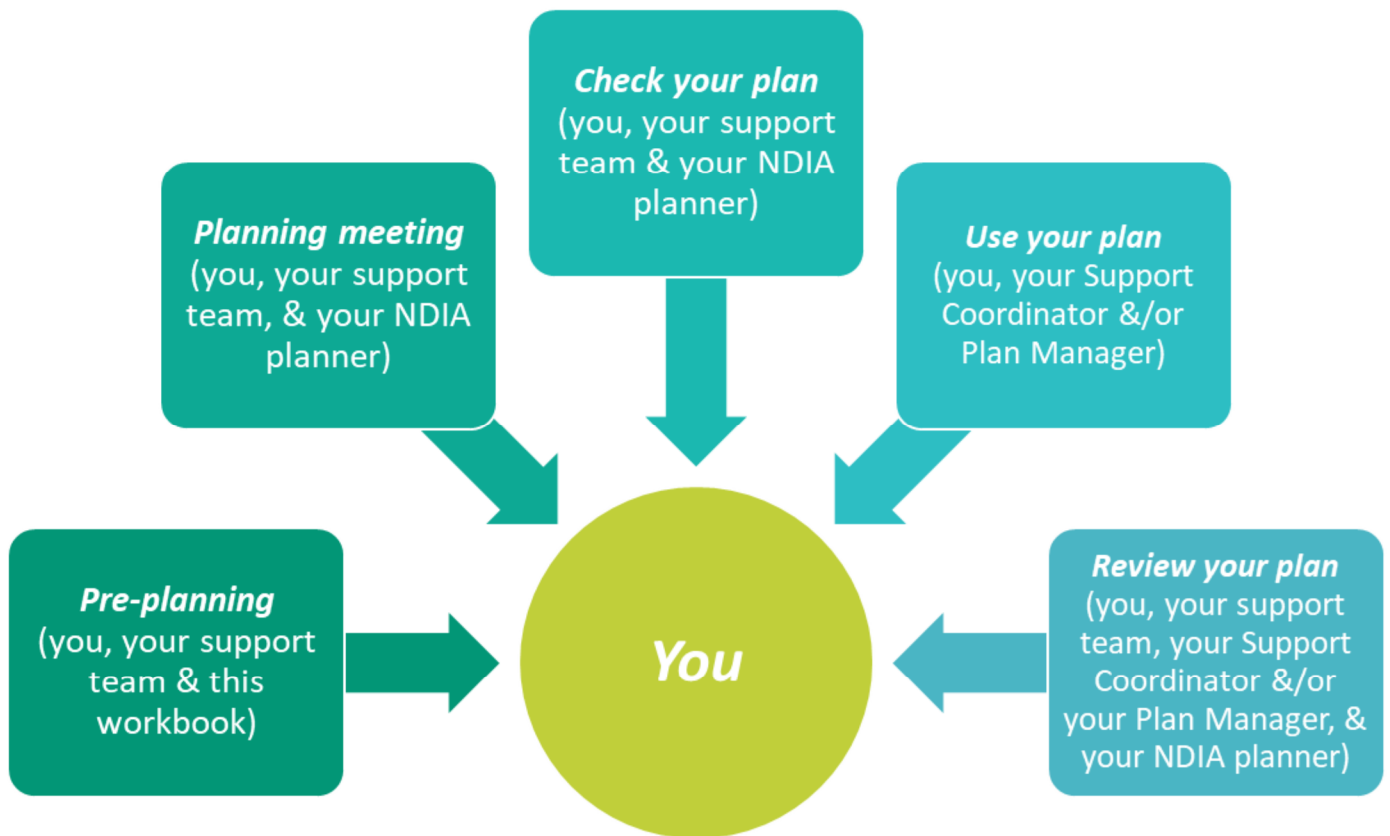 Pre-planning
(you, your support
team & this
workbook)
Planning meeting
(you, your support
team, & your NDIA
planner)
Check your plan
(you, your support
team & your NDIA
planner)
Use your plan
(you, your Support
Coordinator &/or
Plan Manager)
Review your plan
(you, your support
team, your Support
Coordinator &/or
your Plan Manager, &
your NDIA planner)
You